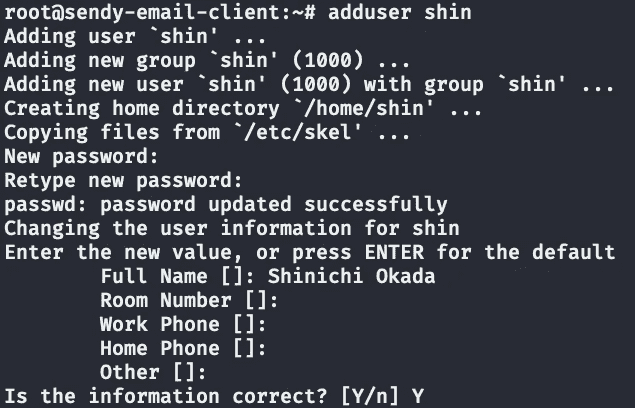 root@sendy-email-client:~# adduser shin
Adding user `shin' ...
Adding new group `shin' (1000) ...
Adding new user `shin' (1000) with group `shin' ...
Creating home directory `/home/shin' ...
Copying files from `/etc/skel' ...
New password:
Retype new password:
passwd: password updated successfully
Changing the user information for shin
Enter the new value, or press ENTER for the default
        Full Name []: Shinichi Okada
        Room Number []:
        Work Phone []:
        Home Phone []:
        Other []:
Is the information correct? [Y/n] Y